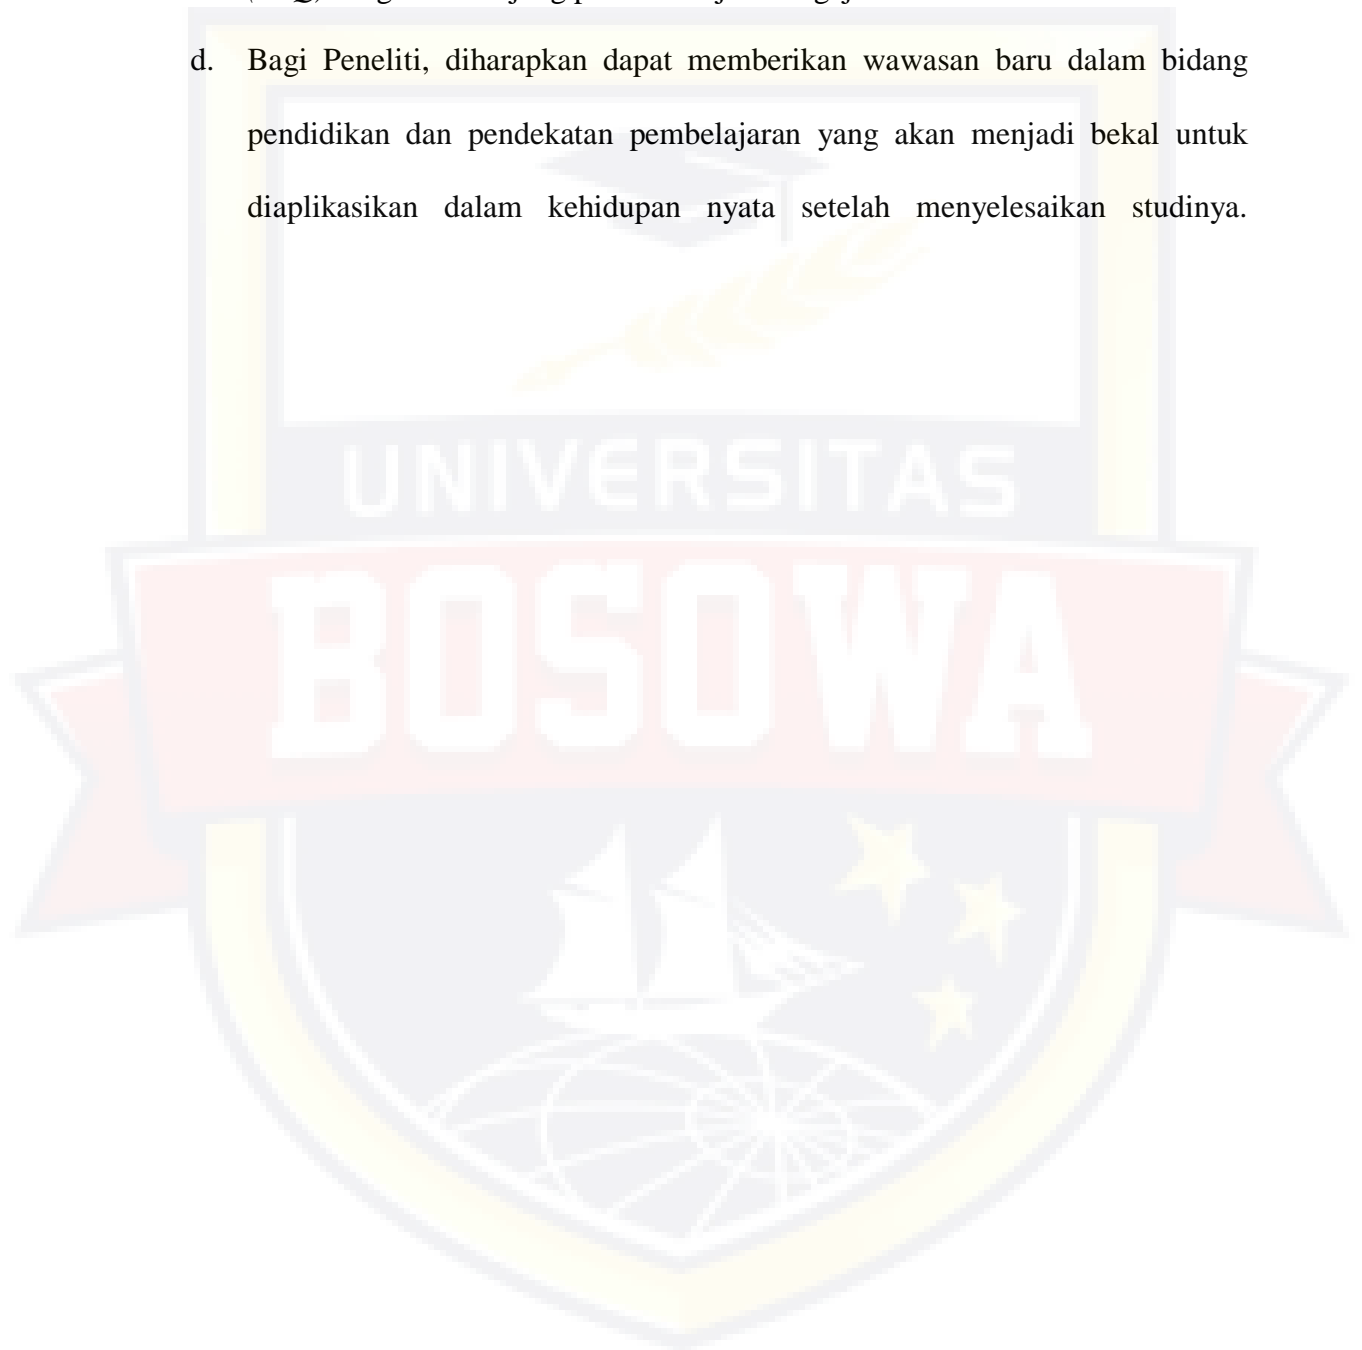 d. Bagi Peneliti, diharapkan dapat memberikan wawasan baru dalam bidang
pendidikan dan pendekatan pembelajaran yang akan menjadi bekal untuk
diaplikasikan dalam kehidupan nyata setelah menyelesaikan studinya.
UNIVERSITAS
BOSOWA